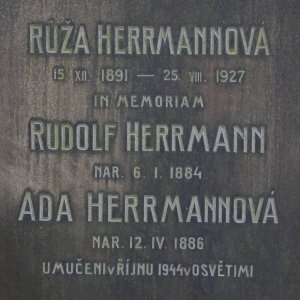 RŮŽA HERRMANNOVÁ
15. XII. 1891 — 25. VIII. 1927
IN MEMORIAM
RUDOLF HERRMANN
NAR. 6. I. 1884
ADA HERRMANNOVÁ
NAR. 12. IV. 1886
UMUČENI V ŘÍJNU 1944 V OSVĚTIMI